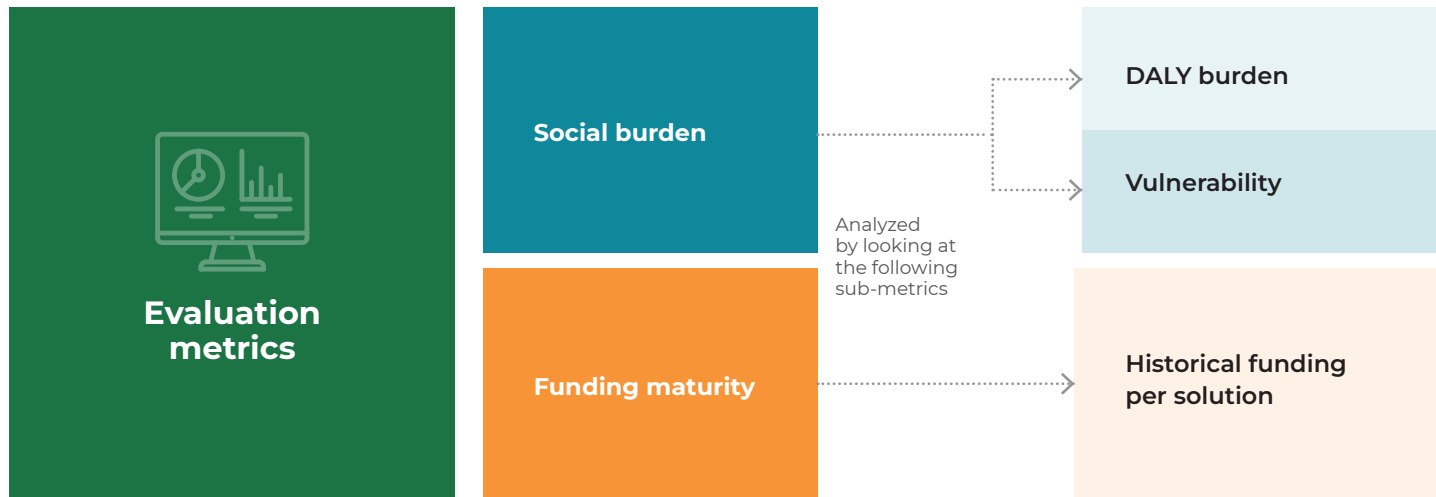 Evaluation
metrics
Social burden
Funding maturity
Analyzed
by looking at
the following
sub-metrics
DALY burden
Vulnerability
Historical funding
per solution